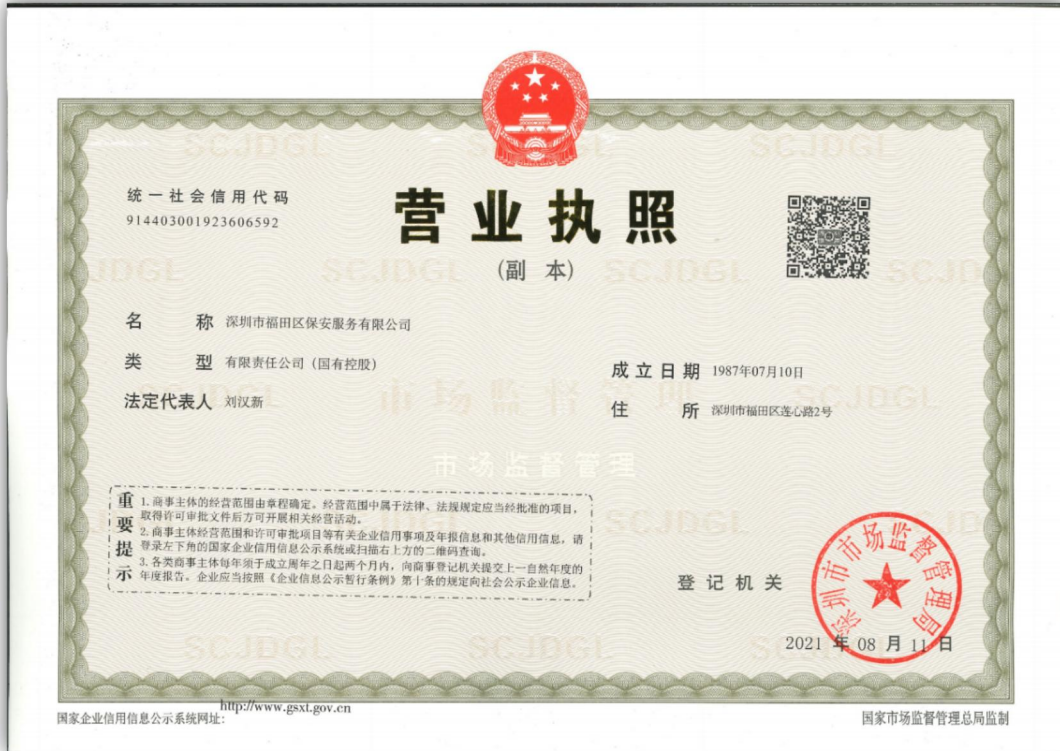 统一社会信用代码
914403001923606592
营业执照
(副 本)
名 称 深圳市福田区保安服务有限公司
类 型 有限责任公司（国有控股）
法定代表人 刘汉新
成立日期 1987年07月10日
住 所 深圳市福田区莲心路2号
市场监督管理
市场监督管理
重要提示
1.商事主体的经营范围由章程确定。经营范围中属于法律、法规规定应当经批准的项目，
取得许可审批文件后方可开展相关经营活动。
2.商事主体经营范围和许可审批项目等有关企业信用事项及年报信息和其他信用信息，请
登录左下角的国家企业信用信息公示系统或扫描右上方的二维码查询。
3.各类商事主体每年须于成立周年之日起两个月内，向商事登记机关提交上一自然年度的
年度报告。企业应当按照《企业信息公示暂行条例》第十条的规定向社会公示企业信息。
登记机关
深圳市市场监督管理局
2021 年 08 月 11 日
国家企业信用信息公示系统网址：http://www.gsxt.gov.cn
国家市场监督管理总局监制
SCJDGL